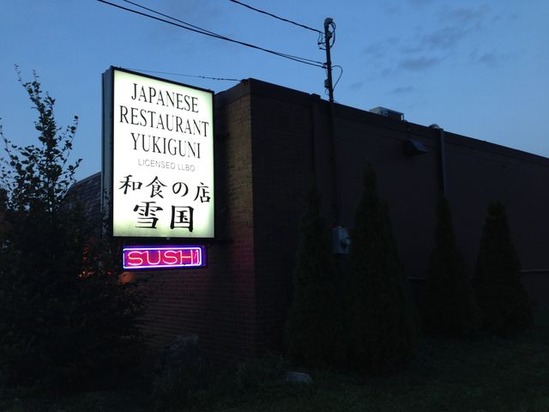 JAPANESE
RESTAURANT
YUKIGUNI
LICENSED LLBO
和食の店
雪国
SUSHI